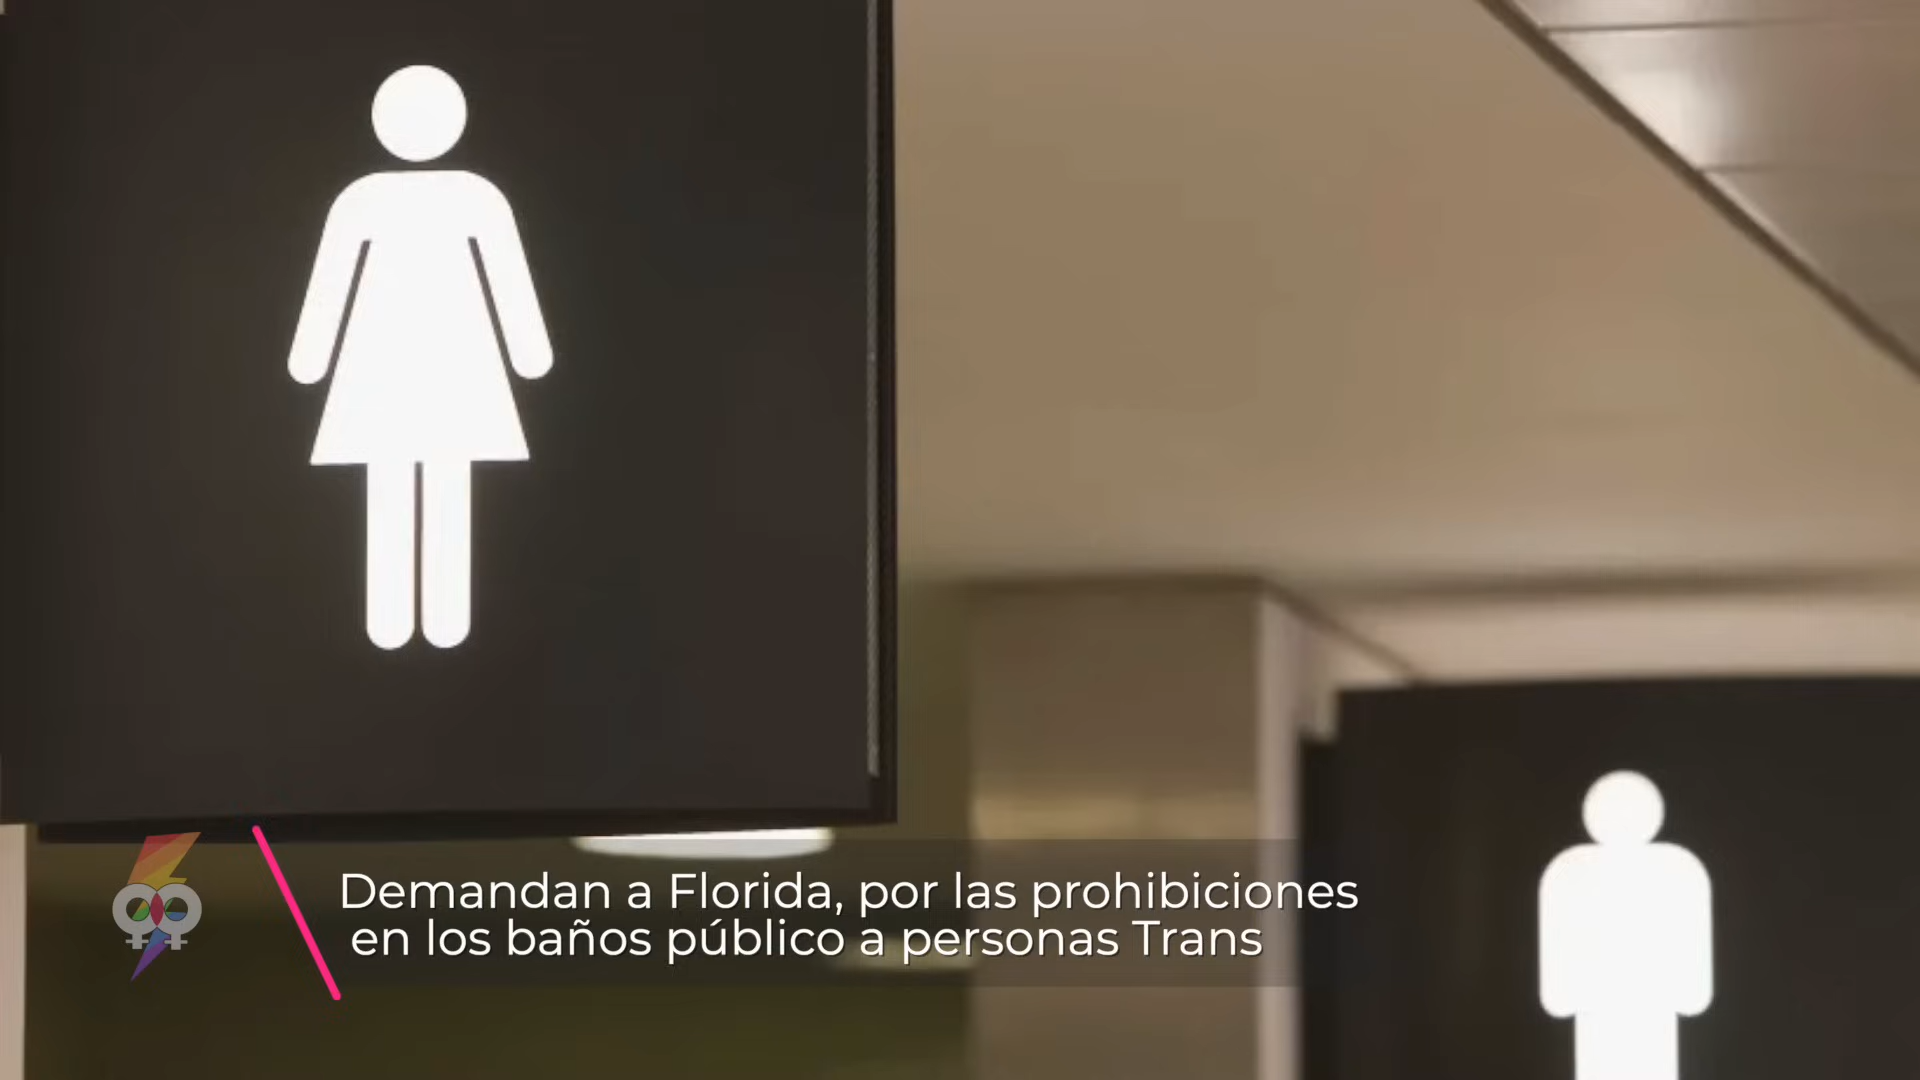 Demandan a Florida, por las prohibiciones
en los baños público a personas Trans